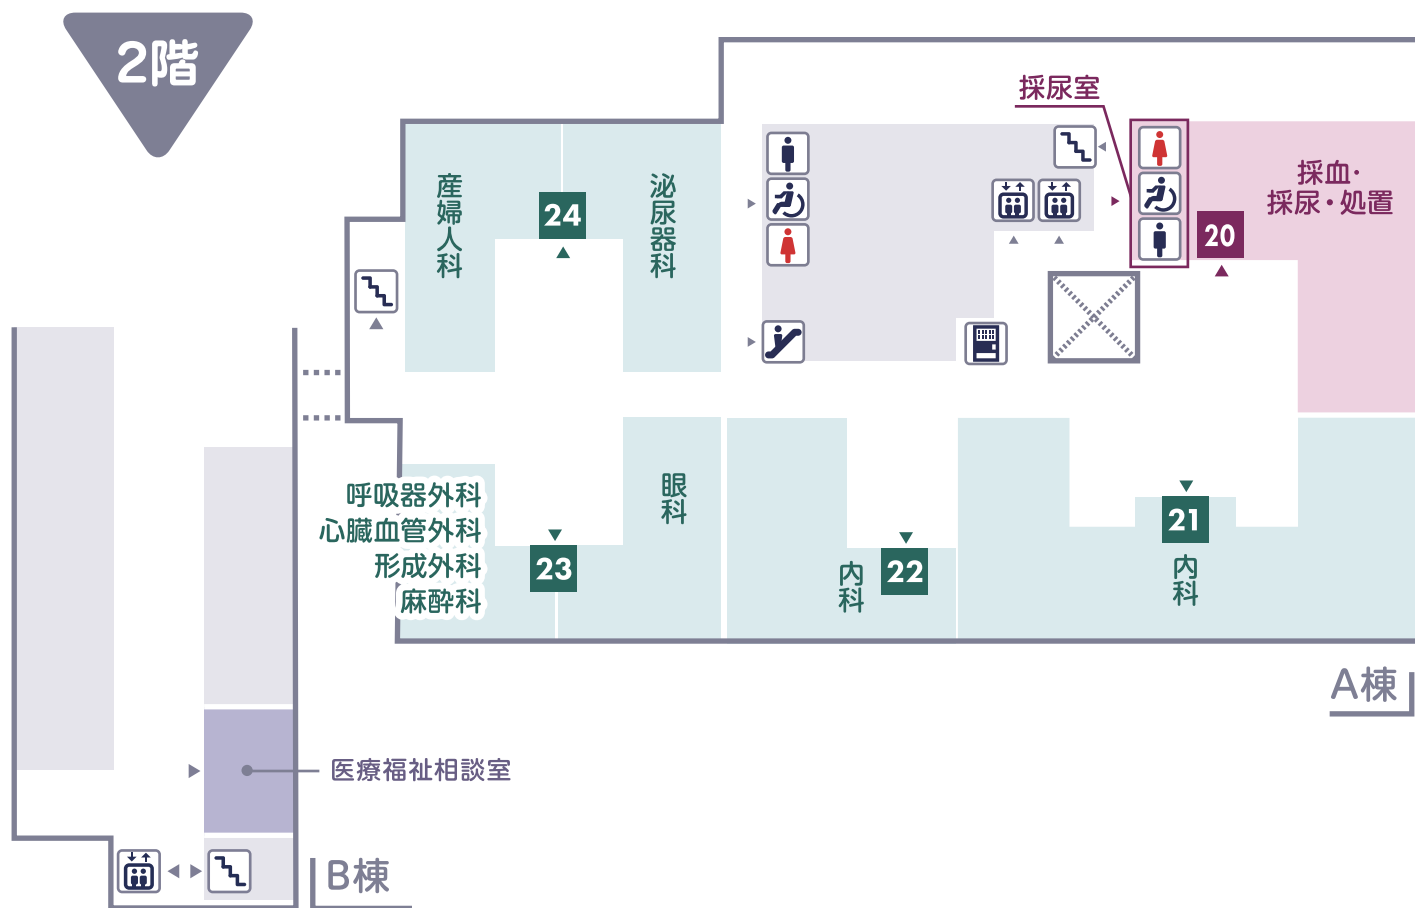 2階
採尿室
採血・
採尿・処置
20
産婦人科
24
泌尿器科
呼吸器外科
心臓血管外科
形成外科
麻酔科
23
眼科
22
内科
21
内科
A棟
医療福祉相談室
B棟